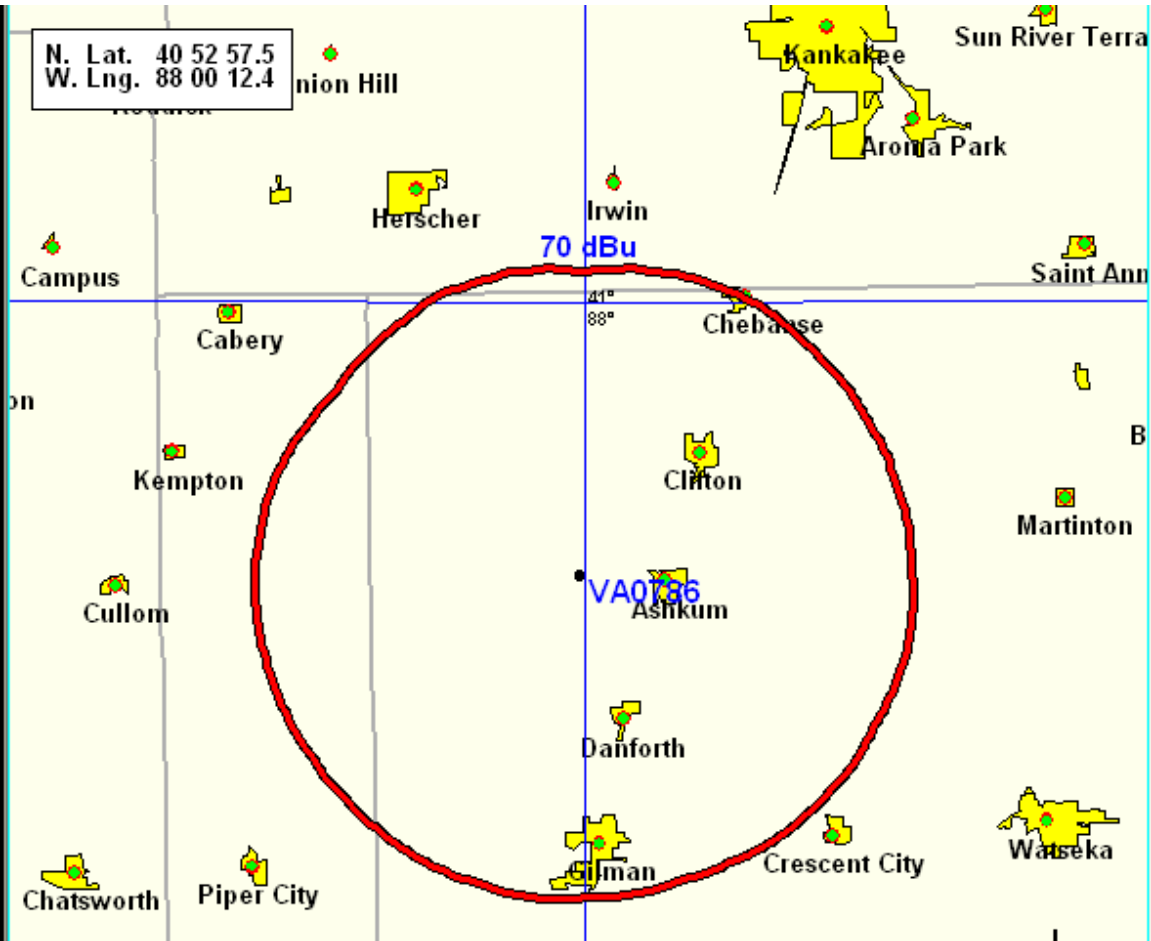 N. Lat. 40 52 57.5
W. Lng. 88 00 12.4
nion Hill
Kankakee
Sun River Terra
Aroma Park
Herscher
Irwin
70 dBu
Campus
Saint Ann
41°
88°
Cabery
Chebanse
on
B
Kempton
Clifton
Martinton
VA0786
Cullom
Ashkum
Danforth
Gilman
Crescent City
Watseka
Chatsworth
Piper City